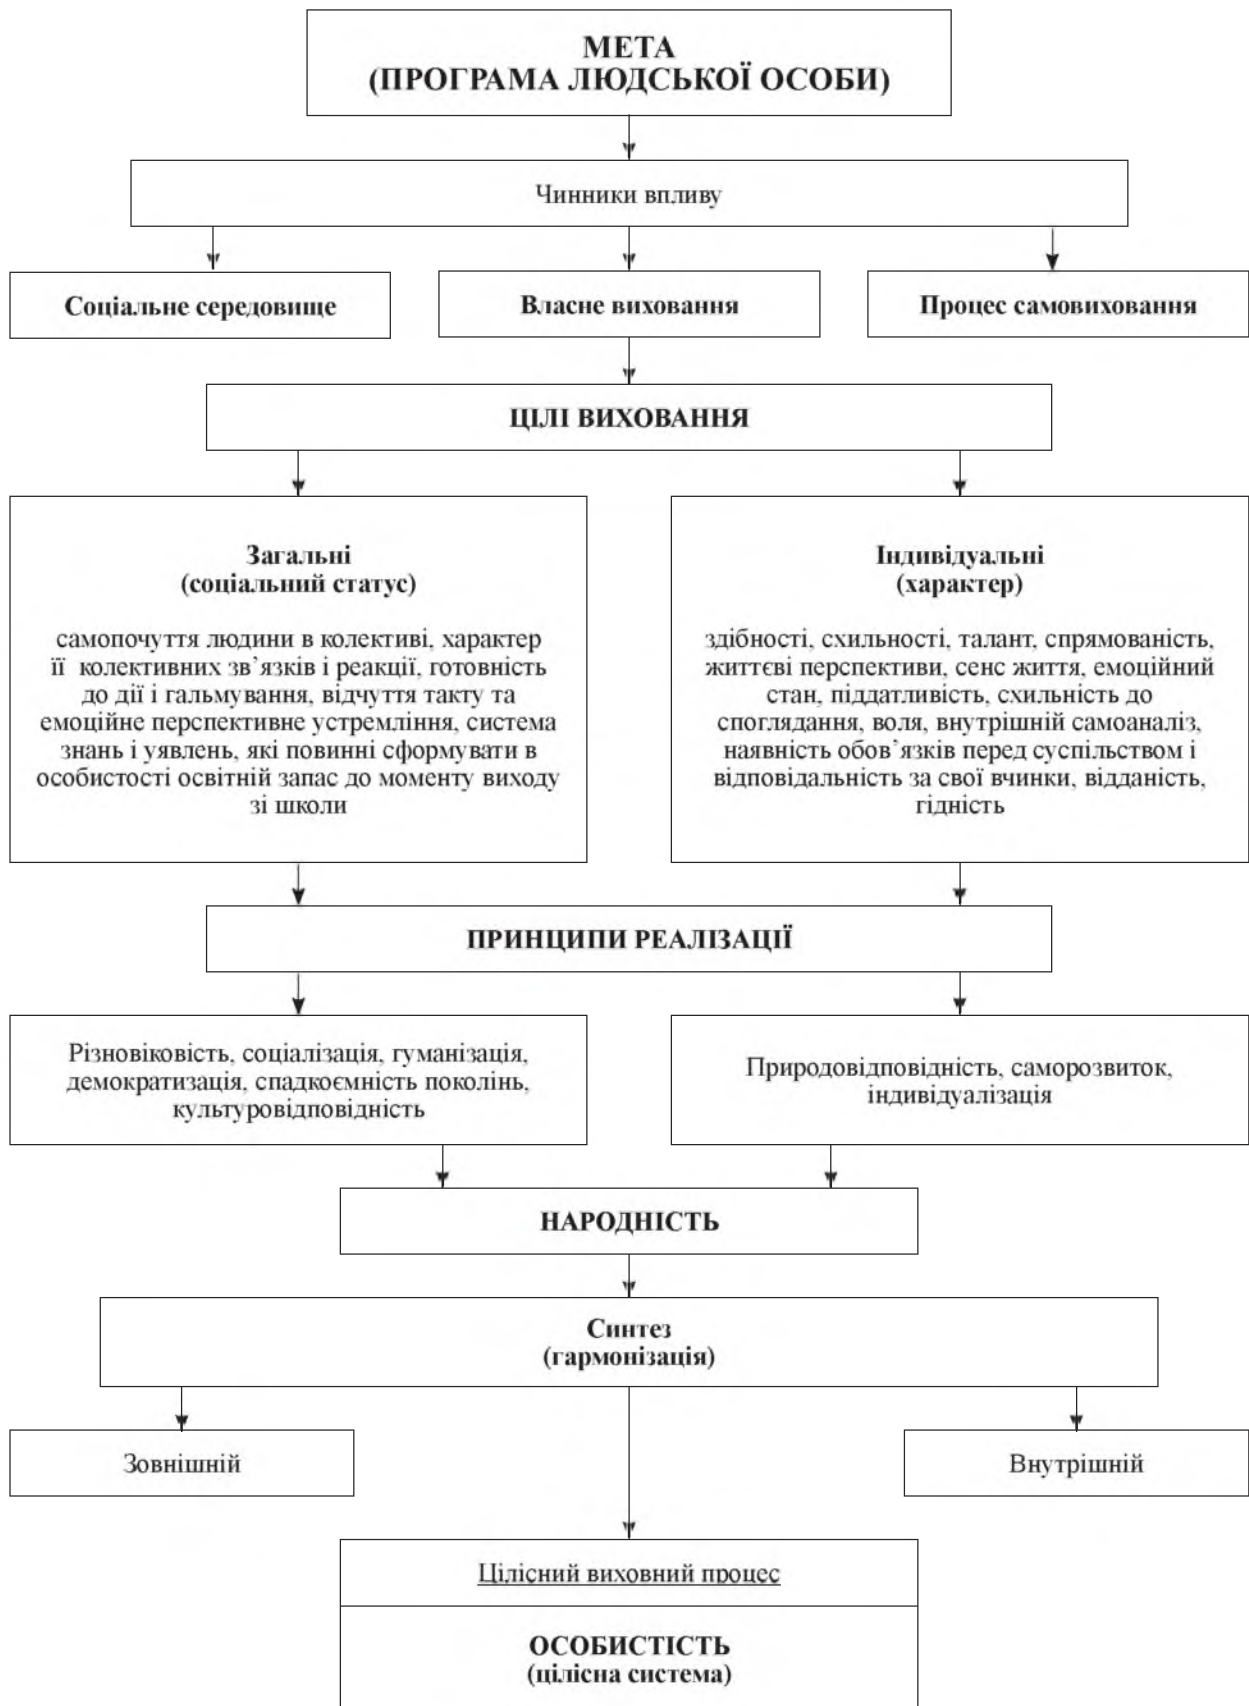 МЕТА
(ПРОГРАМА ЛЮДСЬКОЇ ОСОБИ)
Чинники впливу
Соціальне середовище
Власне виховання
Процес самовиховання
ЦІЛІ ВИХОВАННЯ
Загальні
(соціальний статус)
самопочуття людини в колективі, характер
її колективних зв’язків і реакції, готовність
до дії і гальмування, відчуття такту та
емоційне перспективне устремління, система
знань і уявлень, які повинні сформувати в
особистості освітній запас до моменту виходу
зі школи
Індивідуальні
(характер)
здібності, схильності, талант, спрямованість,
життєві перспективи, сенс життя, емоційний
стан, піддатливість, схильність до
споглядання, воля, внутрішній самоаналіз,
наявність обов’язків перед суспільством і
відповідальність за свої вчинки, відданість,
гідність
ПРИНЦИПИ РЕАЛІЗАЦІЇ
Різновіковість, соціалізація, гуманізація,
демократизація, спадкоємність поколінь,
культуровідповідність
Природовідповідність, саморозвиток,
індивідуалізація
НАРОДНІСТЬ
Синтез
(гармонізація)
Зовнішній
Внутрішній
Цілісний виховний процес
ОСОБИСТІСТЬ
(цілісна система)